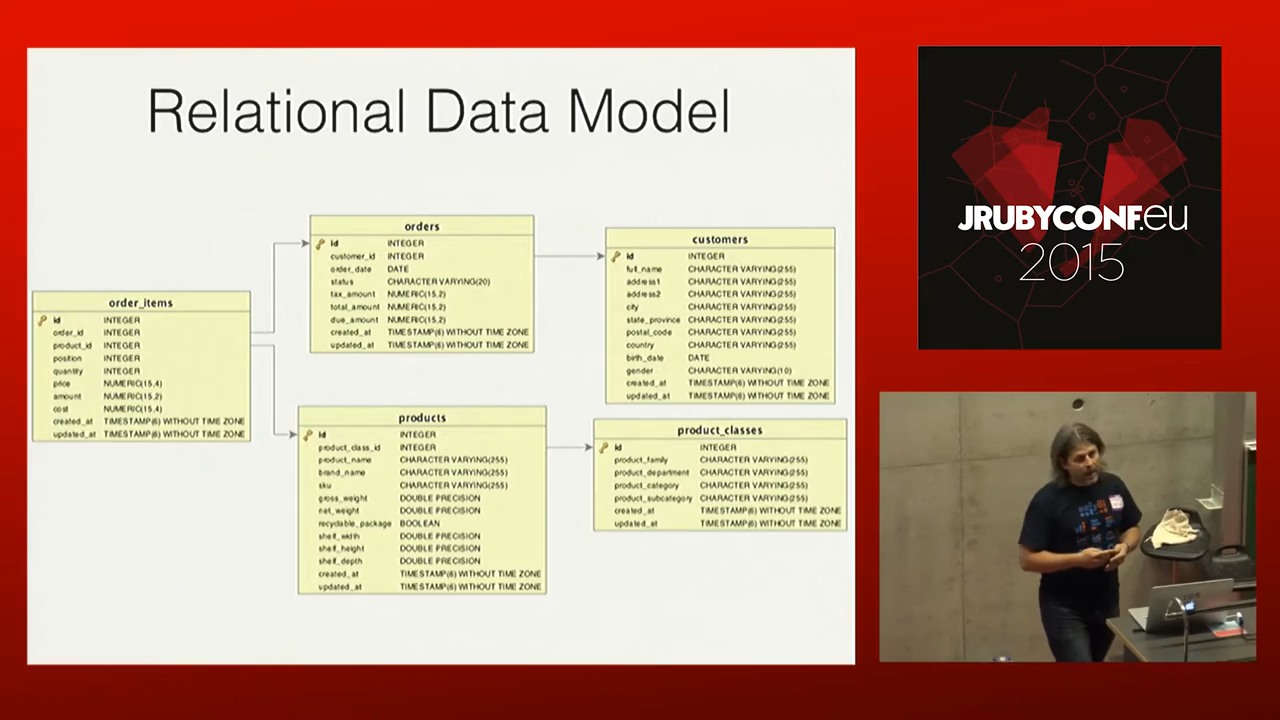 Relational Data Model
order_items
id INTEGER
order_id INTEGER
product_id INTEGER
position INTEGER
quantity INTEGER
price NUMERIC(15,4)
amount NUMERIC(15,2)
cost NUMERIC(15,4)
created_at TIMESTAMP(6) WITHOUT TIME ZONE
updated_at TIMESTAMP(6) WITHOUT TIME ZONE
orders
id INTEGER
customer_id INTEGER
order_date DATE
status CHARACTER VARYING(20)
tax_amount NUMERIC(15,2)
total_amount NUMERIC(15,2)
due_amount NUMERIC(15,2)
created_at TIMESTAMP(6) WITHOUT TIME ZONE
updated_at TIMESTAMP(6) WITHOUT TIME ZONE
customers
id INTEGER
full_name CHARACTER VARYING(255)
address1 CHARACTER VARYING(255)
address2 CHARACTER VARYING(255)
city CHARACTER VARYING(255)
state_province CHARACTER VARYING(255)
postal_code CHARACTER VARYING(255)
country CHARACTER VARYING(255)
birth_date DATE
gender CHARACTER VARYING(10)
created_at TIMESTAMP(6) WITHOUT TIME ZONE
updated_at TIMESTAMP(6) WITHOUT TIME ZONE
products
id INTEGER
product_class_id INTEGER
product_name CHARACTER VARYING(255)
brand_name CHARACTER VARYING(255)
sku CHARACTER VARYING(255)
gross_weight DOUBLE PRECISION
net_weight DOUBLE PRECISION
recyclable_package BOOLEAN
shelf_width DOUBLE PRECISION
shelf_height DOUBLE PRECISION
shelf_depth DOUBLE PRECISION
created_at TIMESTAMP(6) WITHOUT TIME ZONE
updated_at TIMESTAMP(6) WITHOUT TIME ZONE
product_classes
id INTEGER
product_family CHARACTER VARYING(255)
product_department CHARACTER VARYING(255)
product_category CHARACTER VARYING(255)
product_subcategory CHARACTER VARYING(255)
created_at TIMESTAMP(6) WITHOUT TIME ZONE
updated_at TIMESTAMP(6) WITHOUT TIME ZONE
JRUBYCONF.eu
2015